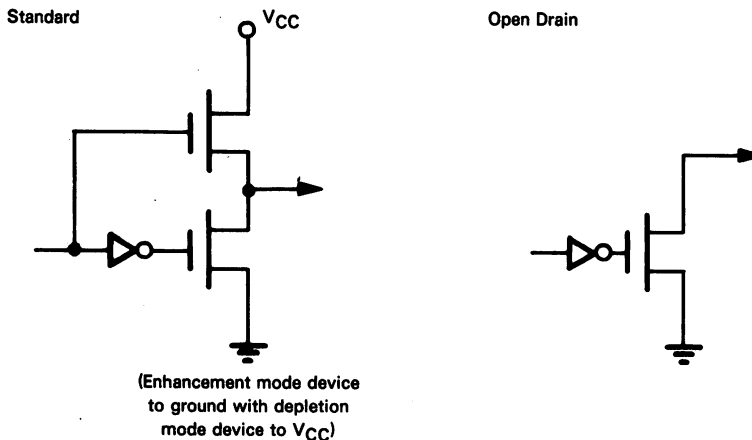 Standard
VCC
Open Drain
(Enhancement mode device
to ground with depletion
mode device to VCC)